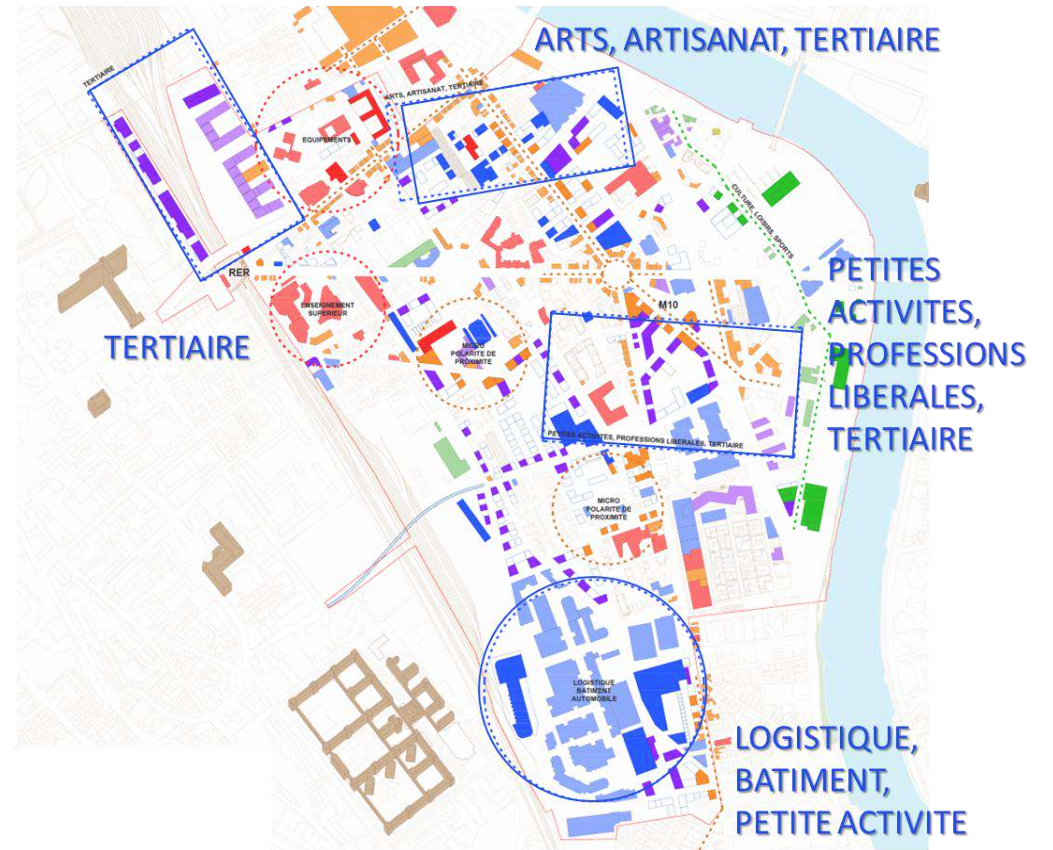 ARTS, ARTISANAT, TERTIAIRE
TERTIAIRE
ARTS, ARTISANAT, TERTIAIRE
EQUIPEMENTS
CULTURE, LOISIRS, SPORTS
RER
ENSEIGNEMENT
SUPERIEUR
M10
PETITES
ACTIVITES,
PROFESSIONS
LIBERALES,
TERTIAIRE
TERTIAIRE
MICRO
POLARITE DE
PROXIMITE
PETITES ACTIVITES, PROFESSIONS LIBERALES, TERTIAIRE
MICRO
POLARITE DE
PROXIMITE
LOGISTIQUE
BATIMENT
AUTOMOBILE
LOGISTIQUE,
BATIMENT,
PETITE ACTIVITE